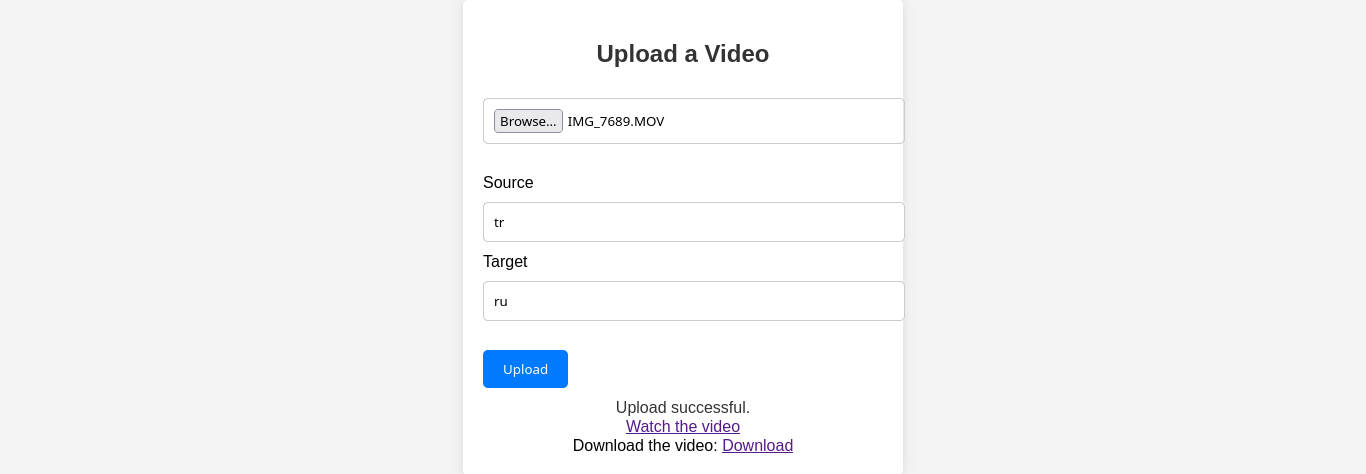 Upload a Video
Browse... IMG_7689.MOV
Source
tr
Target
ru
Upload
Upload successful.
Watch the video
Download the video: Download